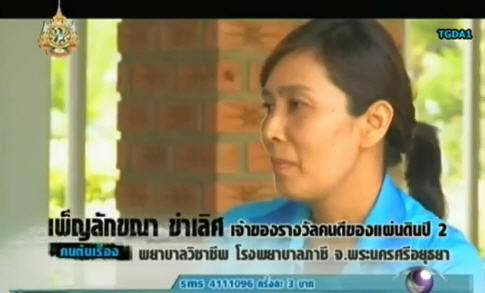 TGDA1
เพ็ญลักขณา ขำเลิศ เจ้าของรางวัลคนดีของแผ่นดินปี 2
คนต้นเรื่อง พยาบาลวิชาชีพ โรงพยาบาลภาชี จ.พระนครศรีอยุธยา
sms 4111096 ครั้งละ 3 บาท